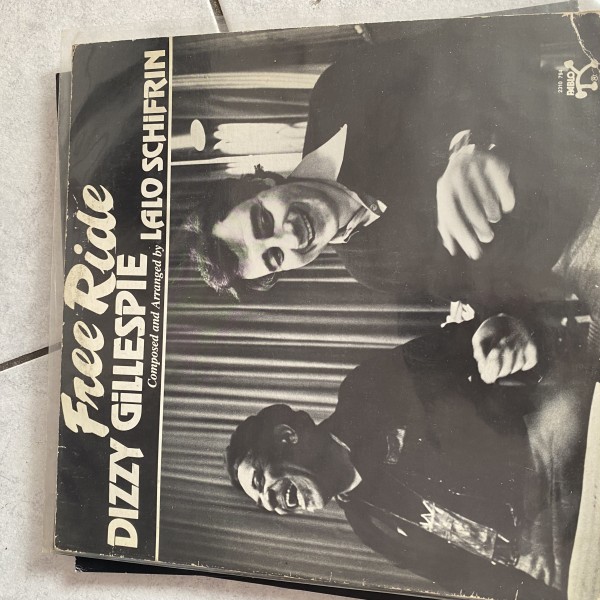 Free Ride
DIZZY GILLESPIE
Composed and Arranged by LALO SCHIFRIN
PABLO